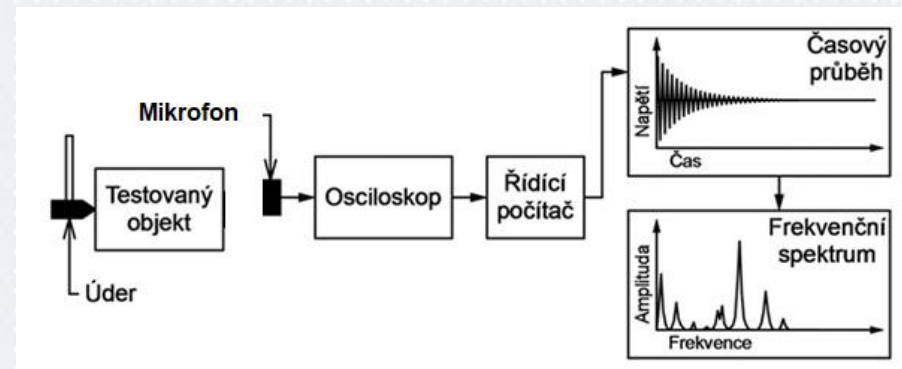 Mikrofon
Testovaný
objekt
Úder
Osciloskop
Řídící
počítač
Časový
průběh
Napětí
Čas
Frekvenční
spektrum
Amplituda
Frekvence